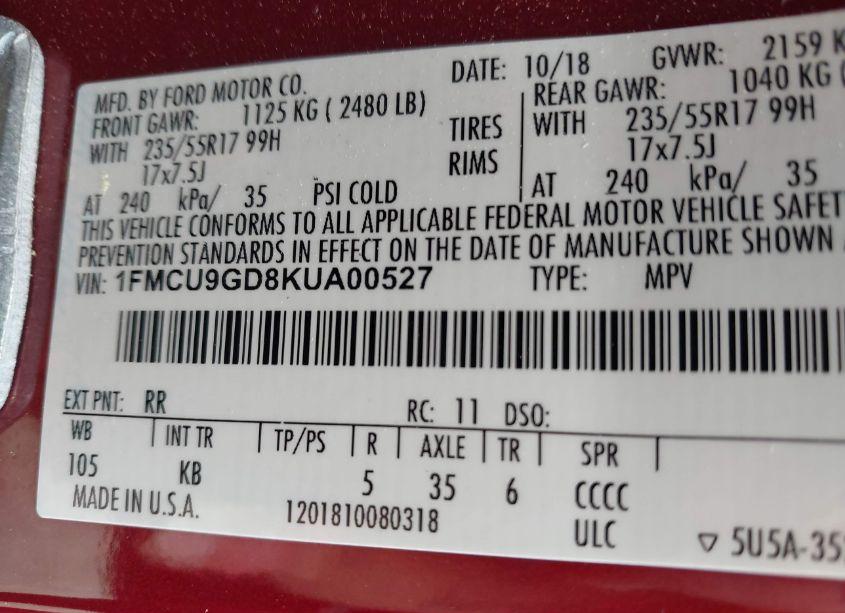 MFD. BY FORD MOTOR CO. DATE: 10/18 GVWR: 2159 K
FRONT GAWR: 1125 KG ( 2480 LB) REAR GAWR: 1040 KG (
WITH 235/55R17 99H TIRES WITH 235/55R17 99H
17x7.5J RIMS 17x7.5J
AT 240 kPa/ 35 PSI COLD AT 240 kPa/ 35
THIS VEHICLE CONFORMS TO ALL APPLICABLE FEDERAL MOTOR VEHICLE SAFET
PREVENTION STANDARDS IN EFFECT ON THE DATE OF MANUFACTURE SHOWN
VIN: 1FMCU9GD8KUA00527 TYPE: MPV
EXT PNT: RR RC: 11 DSO:
WB INT TR TP/PS R AXLE TR SPR
105 KB 5 35 6 CCCC
MADE IN U.S.A. 1201810080318 ULC
5U5A-35